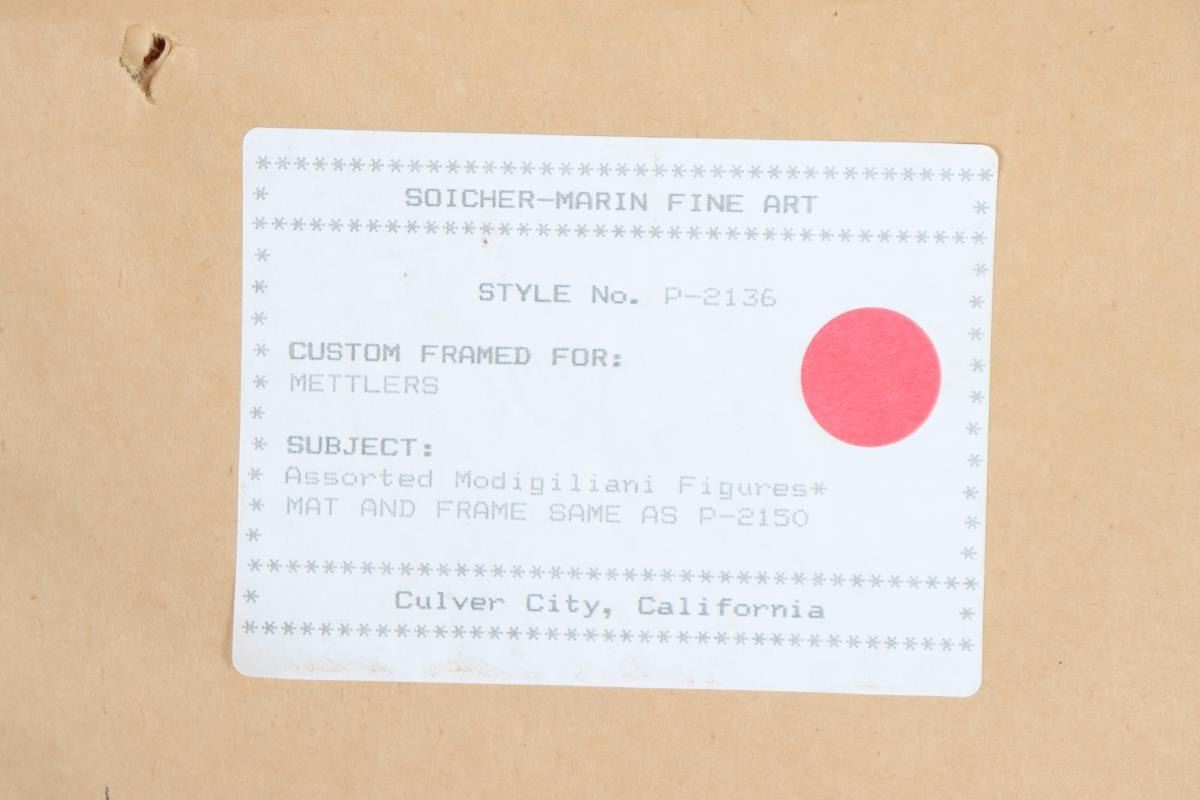 SOICHER-MARIN FINE ART
STYLE No. P-2136
CUSTOM FRAMED FOR:
METTLERS
SUBJECT:
Assorted Modigiliani Figures*
MAT AND FRAME SAME AS P-2150
Culver City, California